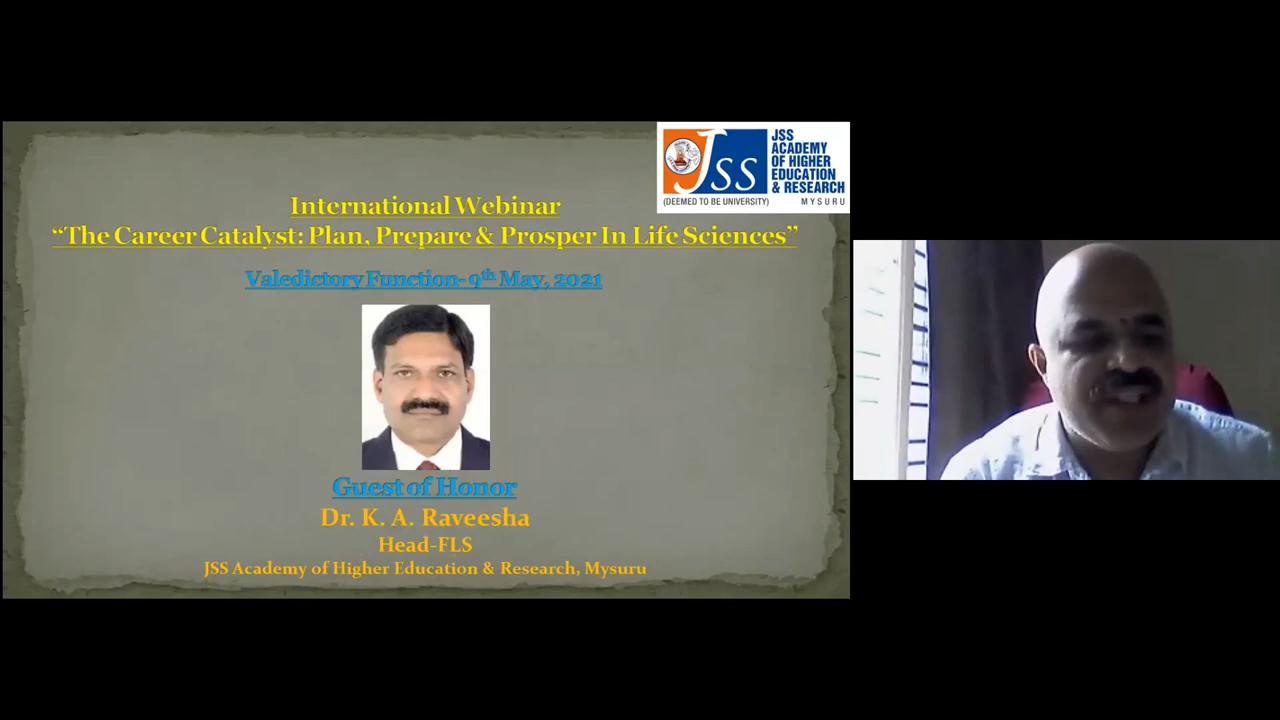 JSS
JSS
ACADEMY
OF HIGHER
EDUCATION
& RESEARCH
(DEEMED TO BE UNIVERSITY) MYSURU
International Webinar
“The Career Catalyst: Plan, Prepare & Prosper In Life Sciences”
Valedictory Function- 9th May, 2021
Guest of Honor
Dr. K. A. Raveesha
Head-FLS
JSS Academy of Higher Education & Research, Mysuru